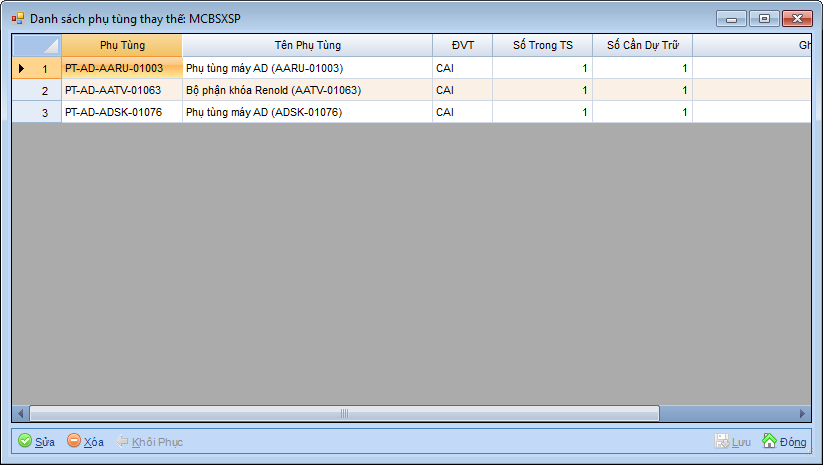 Danh sách phụ tùng thay thế: MCBSXSP
Phụ Tùng Tên Phụ Tùng ĐVT Số Trong TS Số Cần Dự Trữ Gh
1 PT-AD-AARU-01003 Phụ tùng máy AD (AARU-01003) CAI 1 1
2 PT-AD-AATV-01063 Bộ phận khóa Renold (AATV-01063) CAI 1 1
3 PT-AD-ADSK-01076 Phụ tùng máy AD (ADSK-01076) CAI 1 1
Sửa Xóa Khôi Phục Lưu Đóng